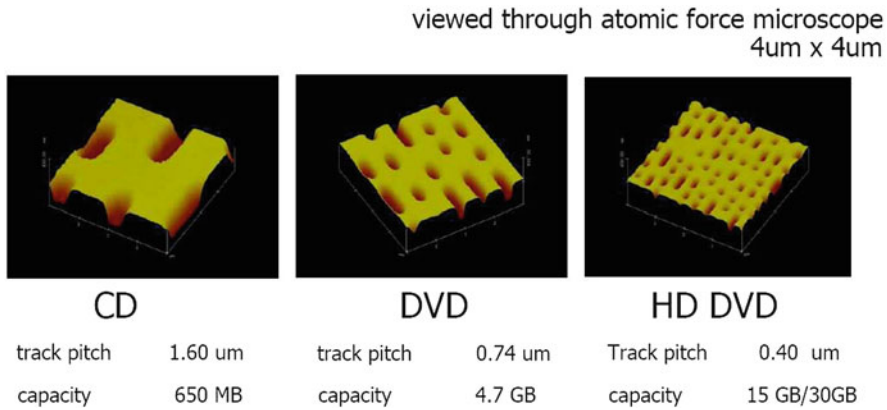 viewed through atomic force microscope
4um x 4um
CD
DVD
HD DVD
track pitch 1.60 um
track pitch 0.74 um
Track pitch 0.40 um
capacity 650 MB
capacity 4.7 GB
capacity 15 GB/30GB